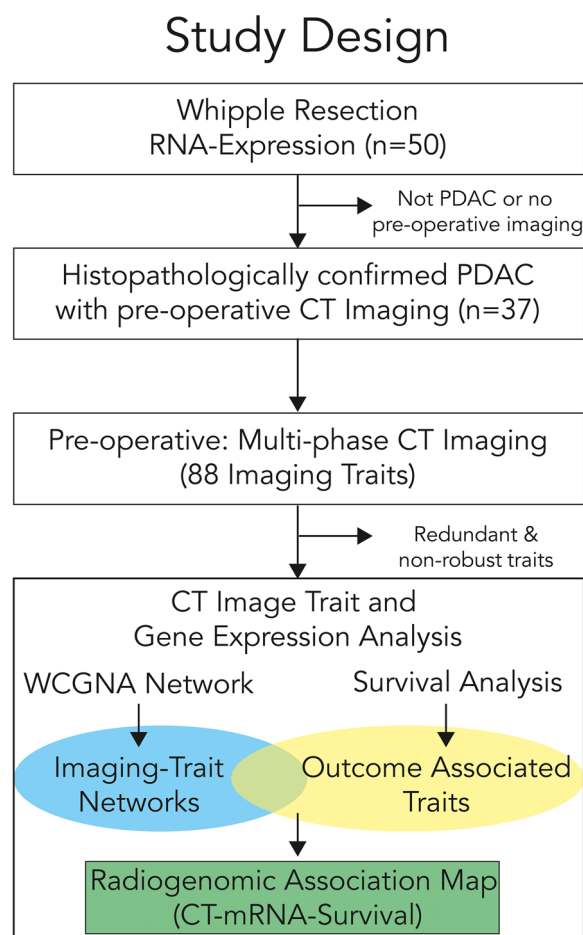 Study Design
Whipple Resection
RNA-Expression (n=50)
Not PDAC or no
pre-operative imaging
Histopathologically confirmed PDAC
with pre-operative CT Imaging (n=37)
Pre-operative: Multi-phase CT Imaging
(88 Imaging Traits)
Redundant &
non-robust traits
CT Image Trait and
Gene Expression Analysis
WCGNA Network
Survival Analysis
Imaging-Trait
Networks
Outcome Associated
Traits
Radiogenomic Association Map
(CT-mRNA-Survival)